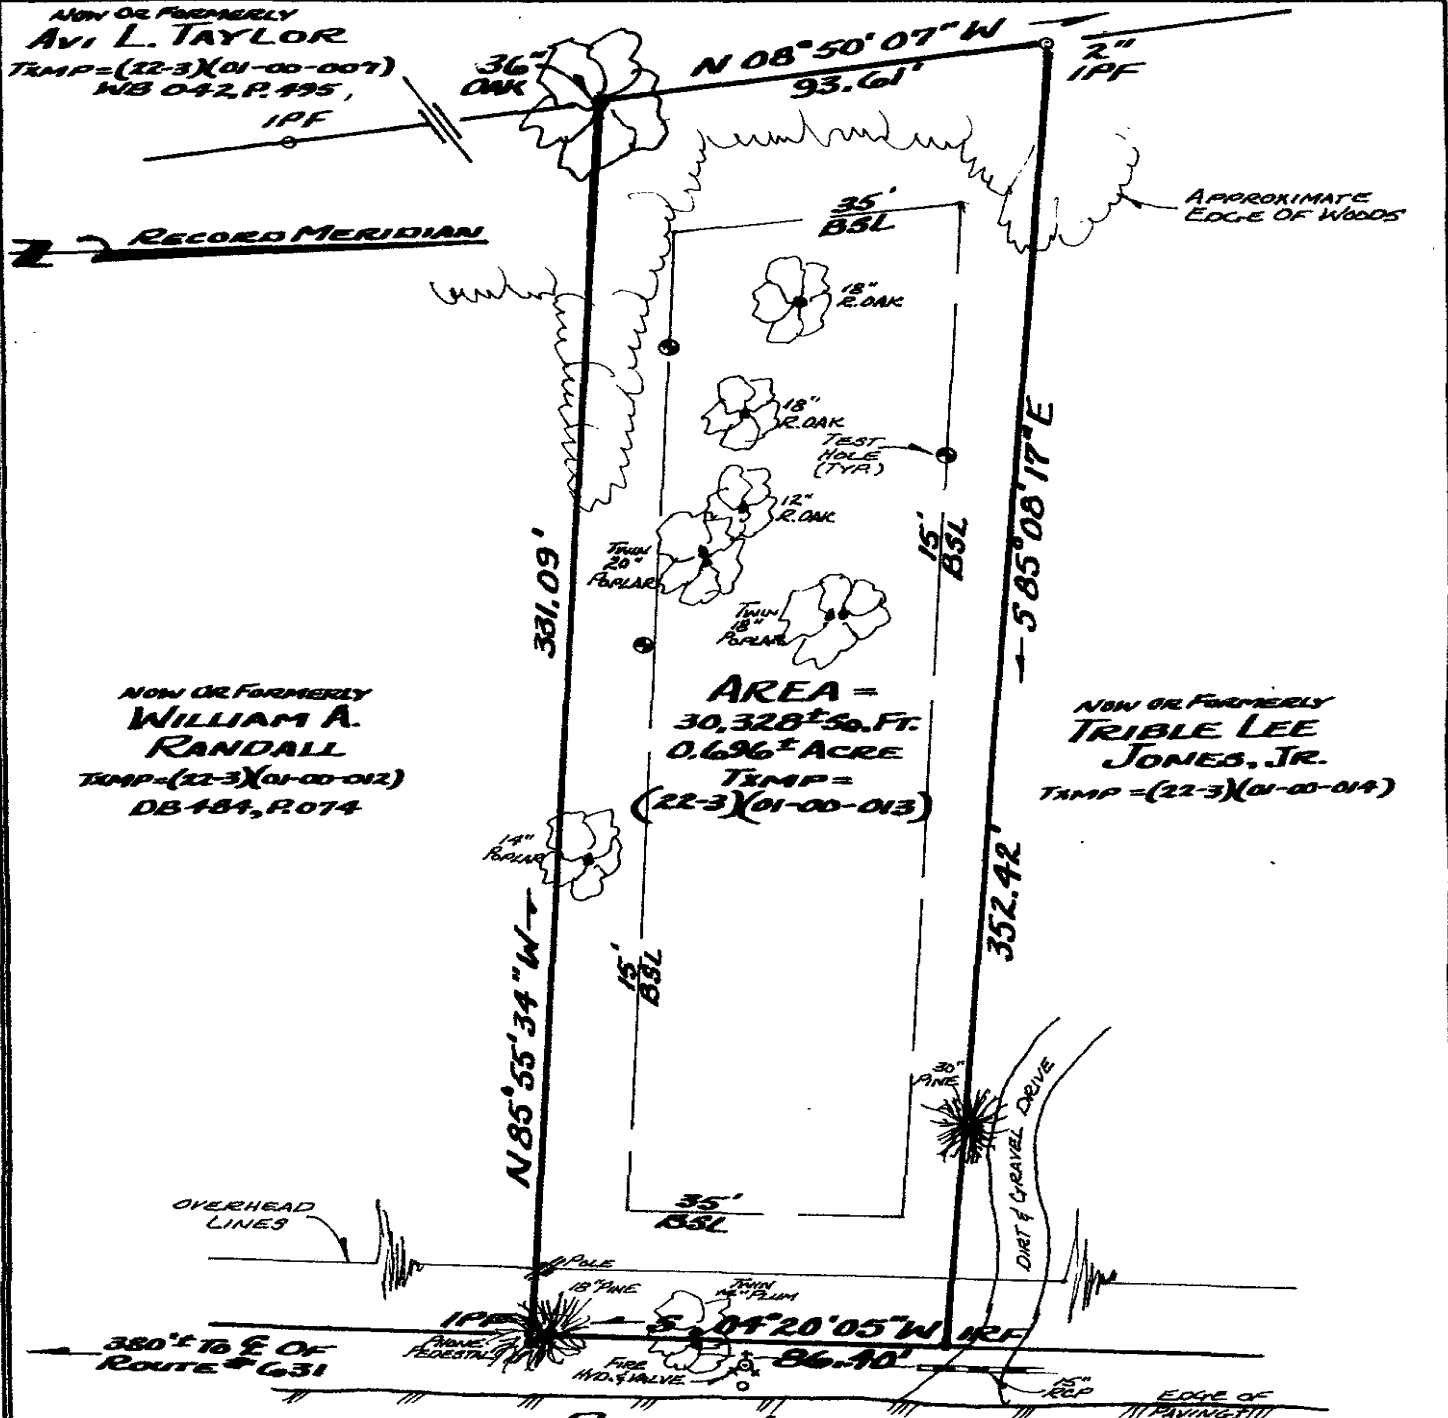 NOW OR FORMERLY
AVI L. TAYLOR
TXMP=(22-3)(01-00-007)
WB 042, P. 495,
IPF
36"
OAK
N 08°50'07" W
93.61'
2"
IPF
RECORD MERIDIAN
35'
BSL
APPROXIMATE
EDGE OF WOODS
18"
R.OAK
18"
R.OAK
TEST
HOLE
(TYP.)
12"
R.OAK
TWIN
20"
POPLAR
TWIN
18"
POPLAR
15'
BSL
S 85°08'17" E
331.09'
NOW OR FORMERLY
WILLIAM A.
RANDALL
TXMP=(22-3)(01-00-012)
DB 484, P.074
AREA =
30,328± SQ. FT.
0.696± ACRE
TXMP=
(22-3)(01-00-013)
NOW OR FORMERLY
TRIBLE LEE
JONES, JR.
TXMP=(22-3)(01-00-014)
14"
POPLAR
352.42'
N 85°55'34" W
15'
BSL
30"
PINE
DIRT & GRAVEL DRIVE
35'
BSL
OVERHEAD
LINES
POLE
18" PINE
TWIN
PLUM
IPF
S 04°20'05" W
IRF
PHONE
PEDESTAL
86.40'
380'± TO ℄ OF
ROUTE # 631
FIRE
HYD. & VALVE
15"
RCP
EDGE OF
PAVING